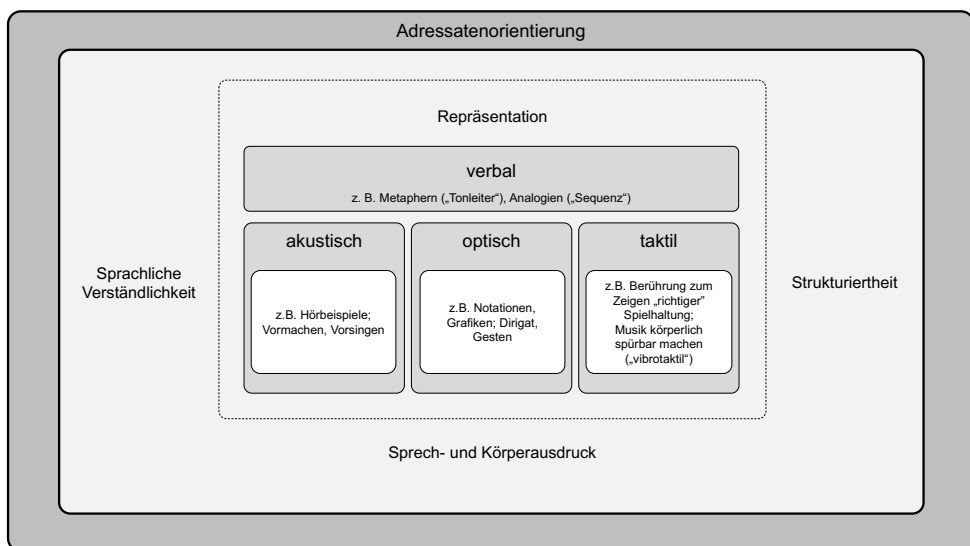 Adressatenorientierung
Repräsentation
verbal
z. B. Metaphern („Tonleiter“), Analogien („Sequenz“)
akustisch
z.B. Hörbeispiele;
Vormachen, Vorsingen
optisch
z.B. Notationen,
Grafiken; Dirigat,
Gesten
taktil
z.B. Berührung zum
Zeigen „richtiger”
Spielhaltung;
Musik körperlich
spürbar machen
(„vibrotaktil“)
Sprachliche
Verständlichkeit
Strukturiertheit
Sprech- und Körperausdruck